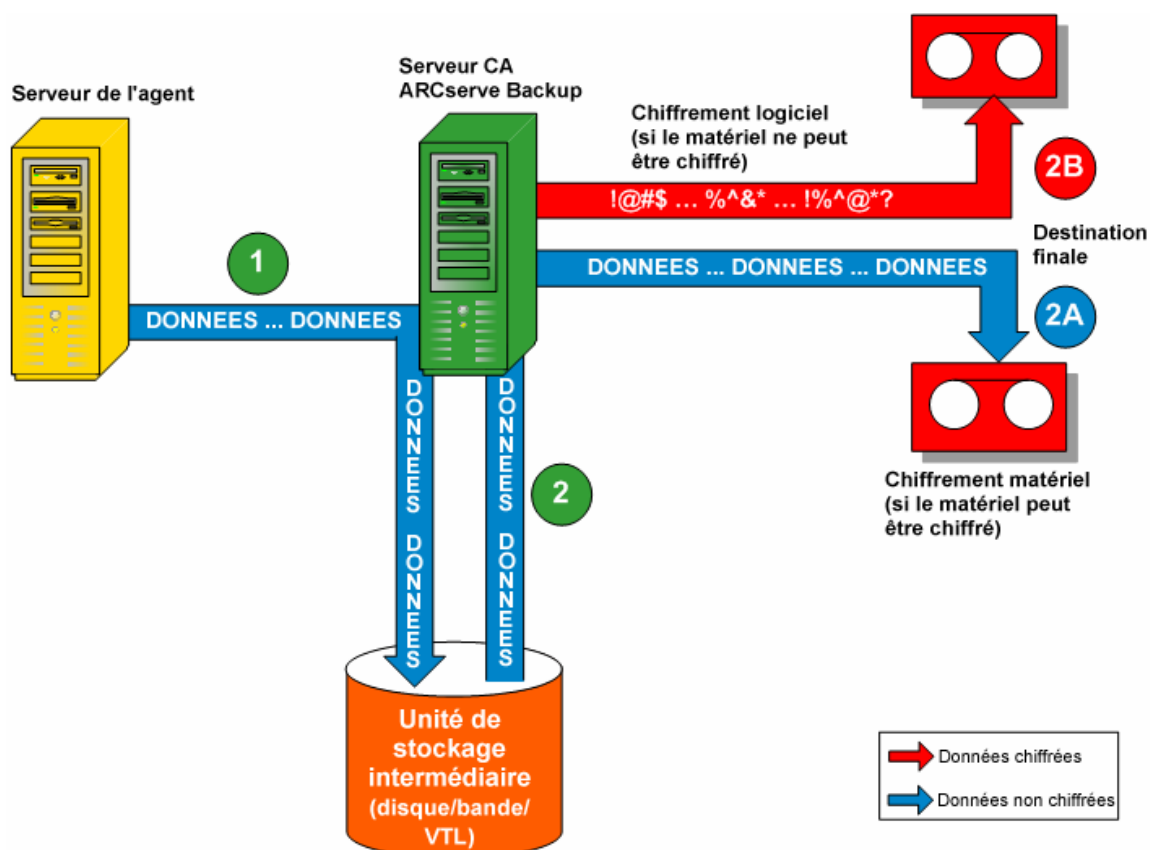 Serveur de l'agent
Serveur CA
ARCserve Backup
Chiffrement logiciel
(si le matériel ne peut
être chiffré)
!@#$ ... %^&* ... !%^@*?
2B
Destination
finale
1
DONNEES ... DONNEES
DONNEES ... DONNEES ... DONNEES
2A
DONNEES DONNEES
DONNEES DONNEES
2
Chiffrement matériel
(si le matériel peut
être chiffré)
Unité de
stockage
intermédiaire
(disque/bande/
VTL)
Données chiffrées
Données non chiffrées